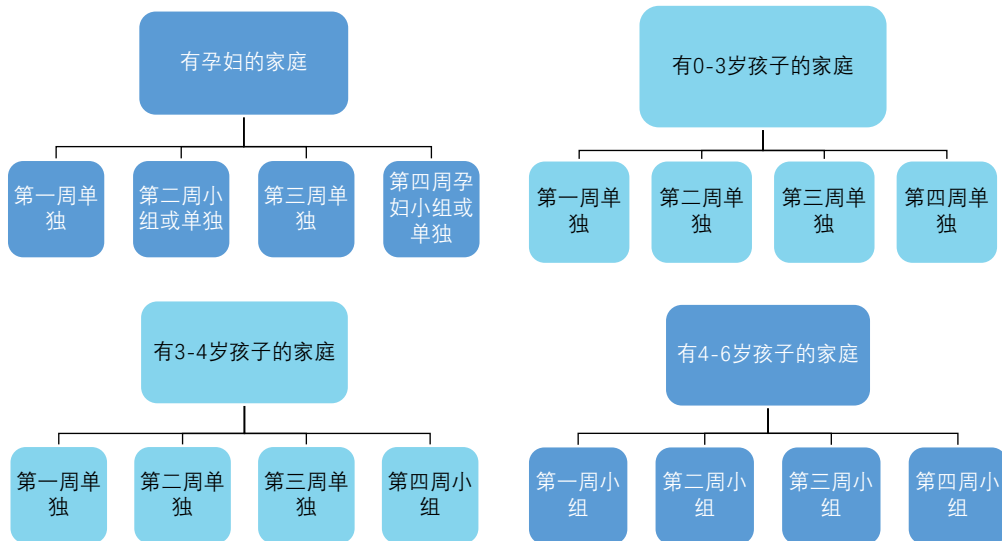 有孕妇的家庭
第一周单
独
第二周小
组或单独
第三周单
独
第四周孕
妇小组或
单独
有0-3岁孩子的家庭
第一周单
独
第二周单
独
第三周单
独
第四周单
独
有3-4岁孩子的家庭
第一周单
独
第二周单
独
第三周单
独
第四周小
组
有4-6岁孩子的家庭
第一周小
组
第二周小
组
第三周小
组
第四周小
组